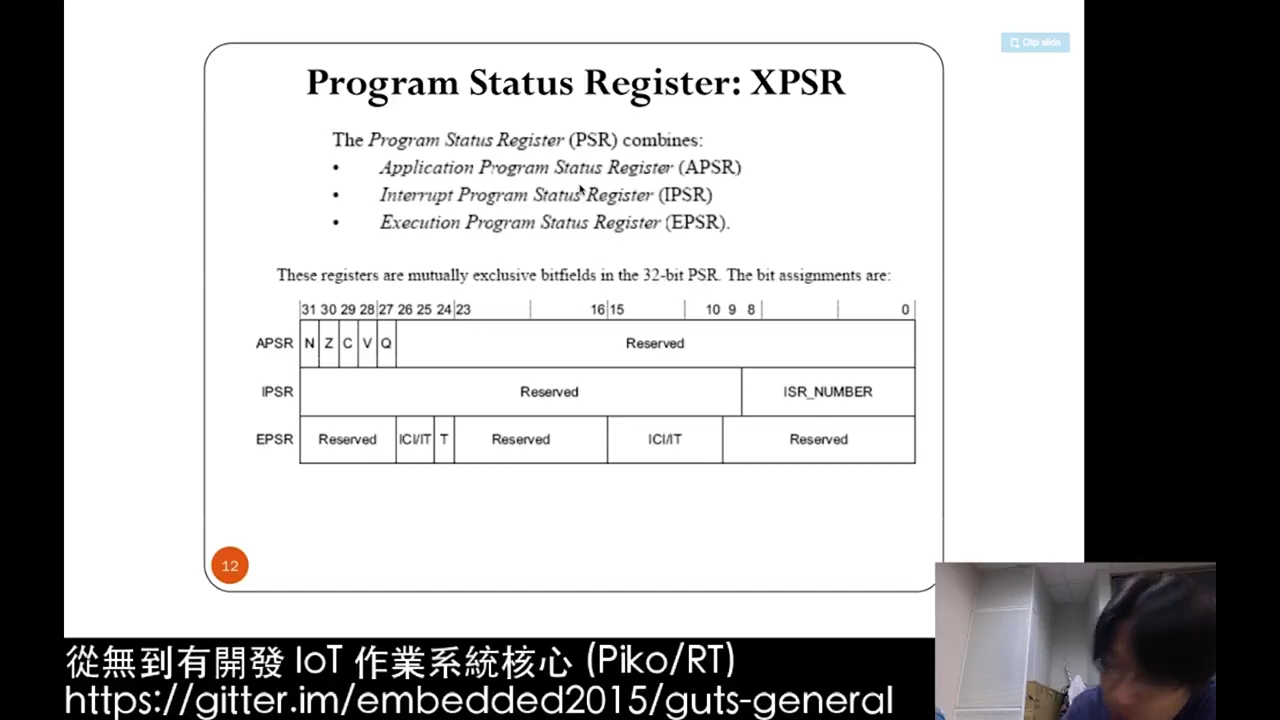 Clip slide
Program Status Register: XPSR
The Program Status Register (PSR) combines:
• Application Program Status Register (APSR)
• Interrupt Program Status Register (IPSR)
• Execution Program Status Register (EPSR).
These registers are mutually exclusive bitfields in the 32-bit PSR. The bit assignments are:
31 30 29 28 27 26 25 24 23 16 15 10 9 8 0
APSR N Z C V Q Reserved
IPSR Reserved ISR_NUMBER
EPSR Reserved ICI/IT T Reserved ICI/IT Reserved
12
從無到有開發 IoT 作業系統核心 (Piko/RT)
https://gitter.im/embedded2015/guts-general